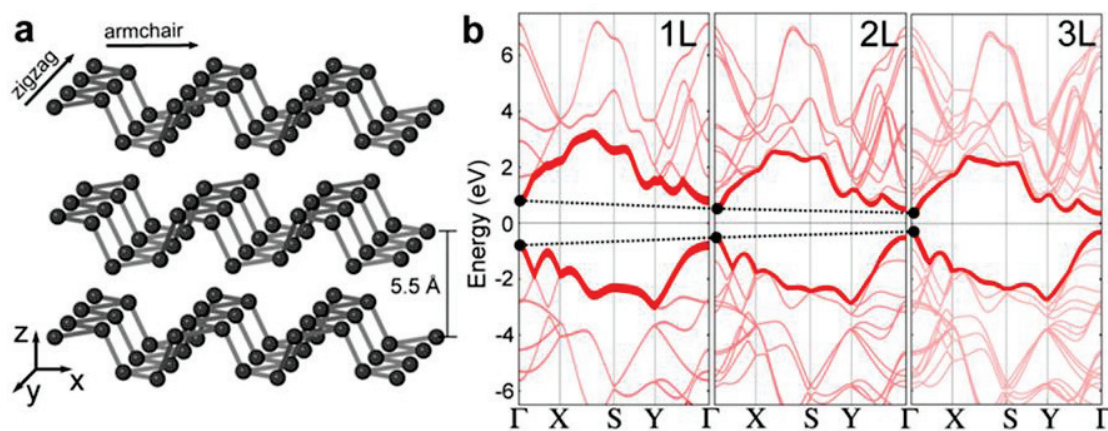 a
armchair
zigzag
5.5 Å
z
y
x
b
1L
2L
3L
Energy (eV)
6
4
2
0
-2
-4
-6
Γ X S Y Γ X S Y Γ X S Y Γ